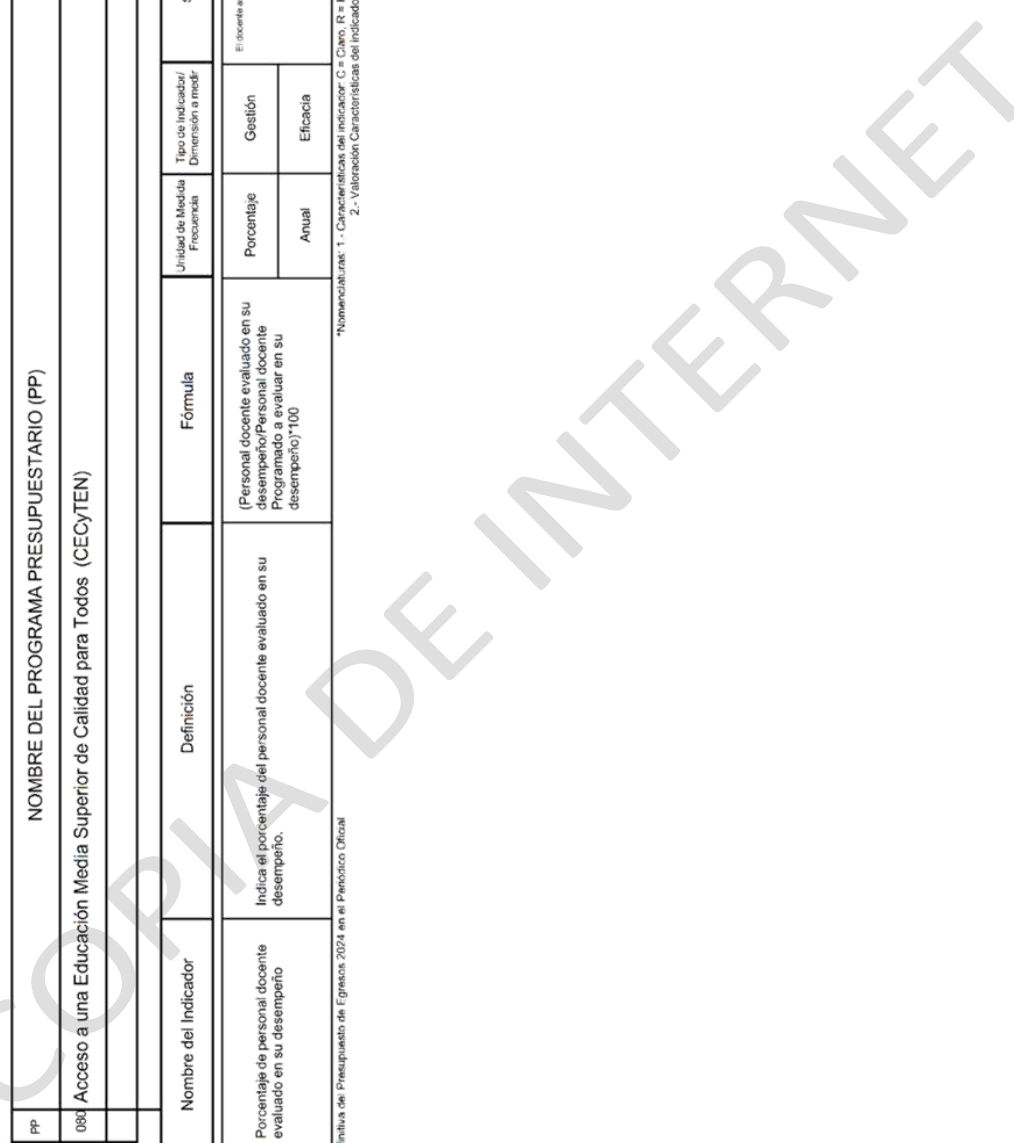 PP
NOMBRE DEL PROGRAMA PRESUPUESTARIO (PP)
080
Acceso a una Educación Media Superior de Calidad para Todos (CECyTEN)
Nombre del Indicador
Definición
Fórmula
Unidad de Medida
Frecuencia
Tipo de Indicador/
Dimensión a medir
Porcentaje de personal docente
evaluado en su desempeño
Indica el porcentaje del personal docente evaluado en su
desempeño.
(Personal docente evaluado en su
desempeño/Personal docente
Programado a evaluar en su
desempeño)*100
Porcentaje
Anual
Gestión
Eficacia
El docente
del Presupuesto de Egresos 2024 en el Periódico Oficial
*Nomenclaturas: 1.- Características del indicador: C = Claro, R =
2.- Valoración Características del
COPIA DE INTERNET